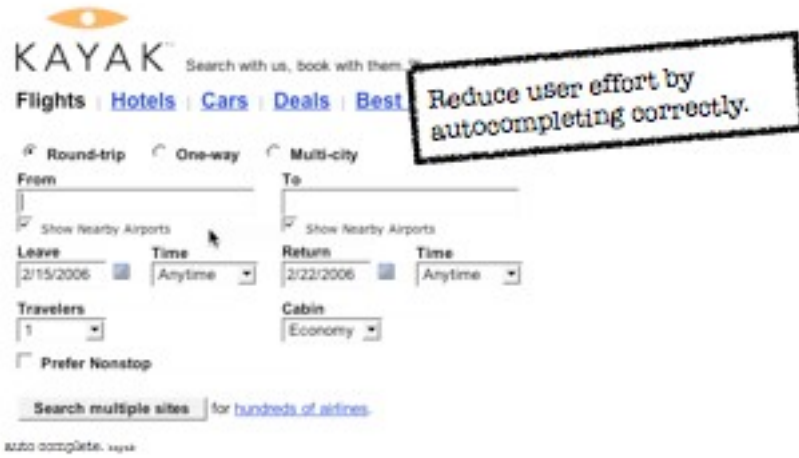 KAYAK Search with us, book with them.
Flights | Hotels | Cars | Deals | Best
Reduce user effort by
autocompleting correctly.
Round-trip One-way Multi-city
From To
Show Nearby Airports Show Nearby Airports
Leave Time Return Time
2/15/2006 Anytime 2/22/2006 Anytime
Travelers Cabin
1 Economy
Prefer Nonstop
Search multiple sites for hundreds of airlines.
auto complete. kayak